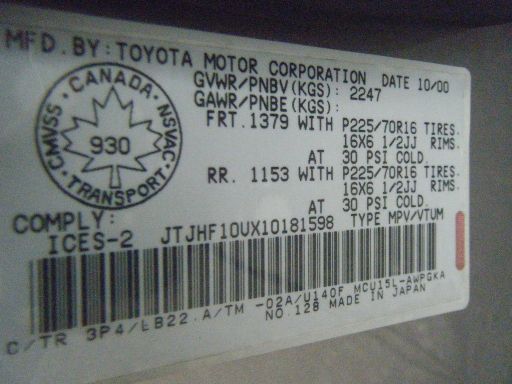 MFD. BY: TOYOTA MOTOR CORPORATION DATE 10/00
GVWR/PNBV(KGS): 2247
GAWR/PNBE(KGS):
FRT. 1379 WITH P225/70R16 TIRES.
16X6 1/2JJ RIMS.
AT 30 PSI COLD.
RR. 1153 WITH P225/70R16 TIRES.
16X6 1/2JJ RIMS.
AT 30 PSI COLD.
CANADA
CMVSS
NSVAC
930
TRANSPORT
COMPLY:
ICES-2 JTJHF10UX10181598 TYPE MPV/VTUM
C/TR 3P4/LB22 A/TM -02A/U140F MCU15L-AWPGKA
NO.128 MADE IN JAPAN